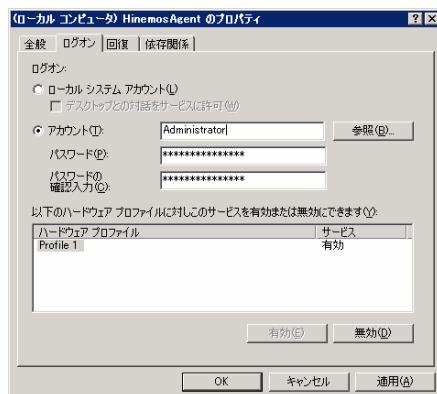 (ローカル コンピュータ) HinemosAgent のプロパティ
全般 ログオン 回復 依存関係
ログオン:
ローカル システム アカウント(L)
デスクトップとの対話をサービスに許可(W)
アカウント(T): Administrator 参照(B)...
パスワード(P): ***************
パスワードの
確認入力(C): ***************
以下のハードウェア プロファイルに対しこのサービスを有効または無効にできます(Y):
ハードウェア プロファイル サービス
Profile 1 有効
有効(E) 無効(D)
OK キャンセル 適用(A)